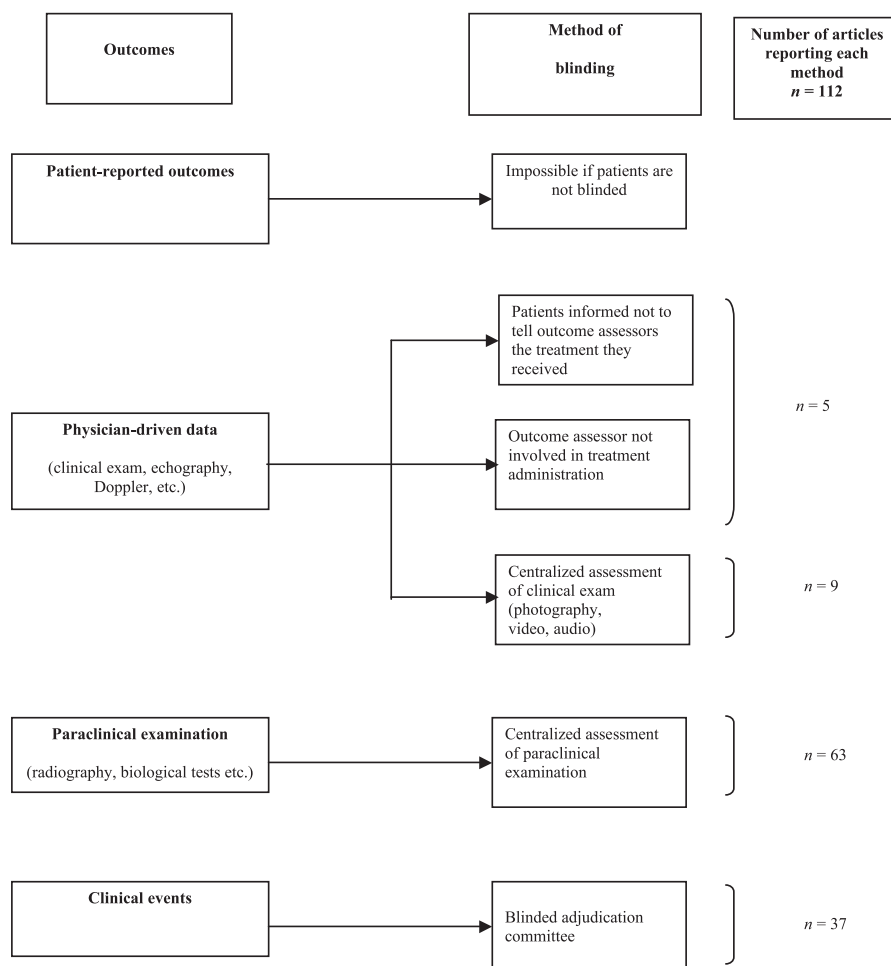 Outcomes
Method of
blinding
Number of articles
reporting each
method
n = 112
Patient-reported outcomes
Impossible if patients are
not blinded
Patients informed not to
tell outcome assessors
the treatment they
received
Physician-driven data
(clinical exam, echography,
Doppler, etc.)
Outcome assessor not
involved in treatment
administration
n = 5
Centralized assessment
of clinical exam
(photography,
video, audio)
n = 9
Paraclinical examination
(radiography, biological tests etc.)
Centralized assessment
of paraclinical
examination
n = 63
Clinical events
Blinded adjudication
committee
n = 37